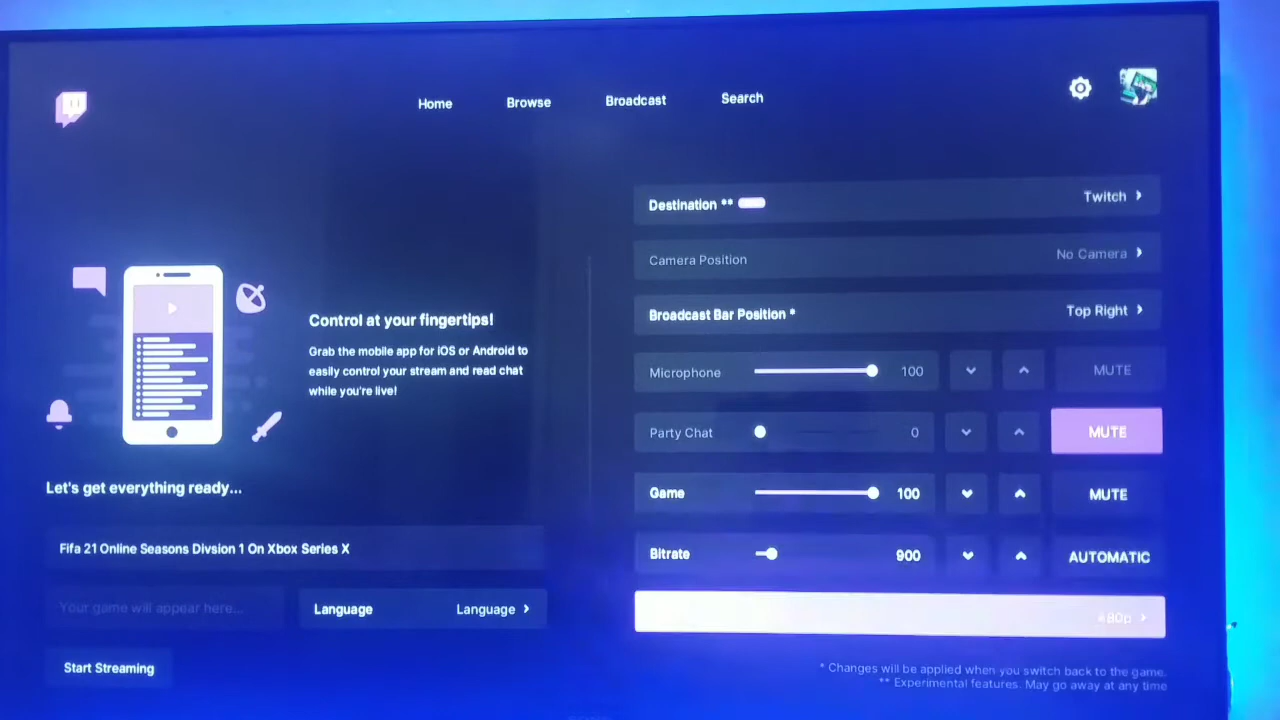 Home Browse Broadcast Search
Destination ** Twitch
Camera Position No Camera
Broadcast Bar Position * Top Right
Microphone 100 MUTE
Party Chat 0 MUTE
Game 100 MUTE
Bitrate 900 AUTOMATIC
480p
* Changes will be applied when you switch back to the game.
** Experimental features. May go away at any time
Control at your fingertips!
Grab the mobile app for iOS or Android to
easily control your stream and read chat
while you're live!
Let's get everything ready...
Fifa 21 Online Seasons Divsion 1 On Xbox Series X
Your game will appear here...
Language Language
Start Streaming